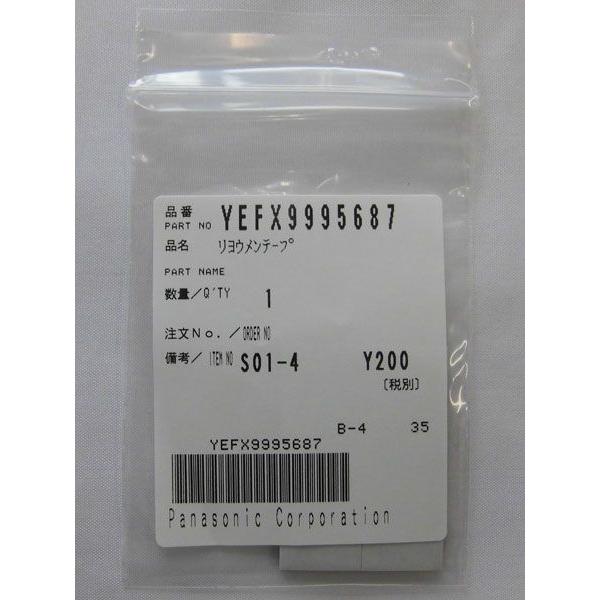 品番
PART NO YEFX9995687
品名 リヨウメンテープ
PART NAME
数量/Q'TY 1
注文No./ORDER NO
備考/ITEM NO S01-4 Y200
[税別]
B-4 35
YEFX9995687
Panasonic Corporation